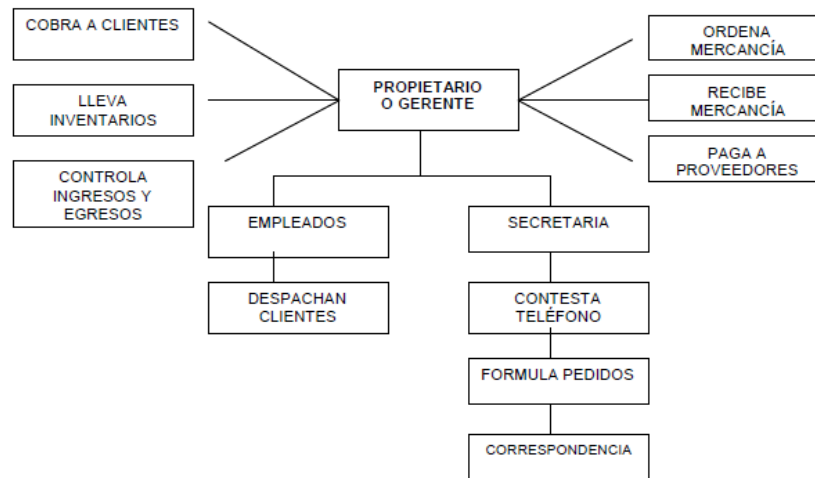 COBRA A CLIENTES
ORDENA
MERCANCÍA
PROPIETARIO
O GERENTE
LLEVA
INVENTARIOS
RECIBE
MERCANCÍA
CONTROLA
INGRESOS Y
EGRESOS
PAGA A
PROVEEDORES
EMPLEADOS
SECRETARIA
DESPACHAN
CLIENTES
CONTESTA
TELÉFONO
FORMULA PEDIDOS
CORRESPONDENCIA